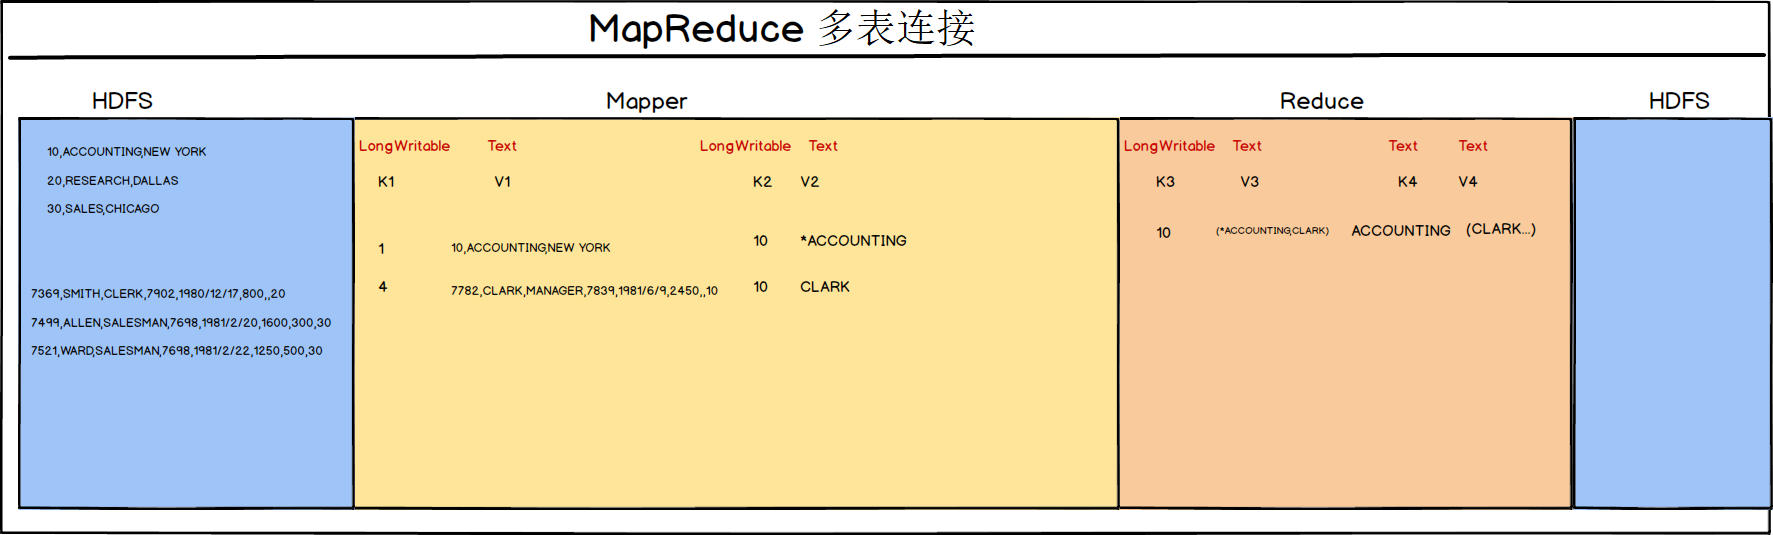 MapReduce 多表连接
HDFS
Mapper
Reduce
HDFS
10,ACCOUNTING,NEW YORK
20,RESEARCH,DALLAS
30,SALES,CHICAGO
7369,SMITH,CLERK,7902,1980/12/17,800,,20
7499,ALLEN,SALESMAN,7698,1981/2/20,1600,300,30
7521,WARD,SALESMAN,7698,1981/2/22,1250,500,30
LongWritable Text LongWritable Text
K1 V1 K2 V2
1 10,ACCOUNTING,NEW YORK 10 *ACCOUNTING
4 7782,CLARK,MANAGER,7839,1981/6/9,2450,,10 10 CLARK
LongWritable Text Text Text
K3 V3 K4 V4
10 (*ACCOUNTING,CLARK) ACCOUNTING (CLARK...)